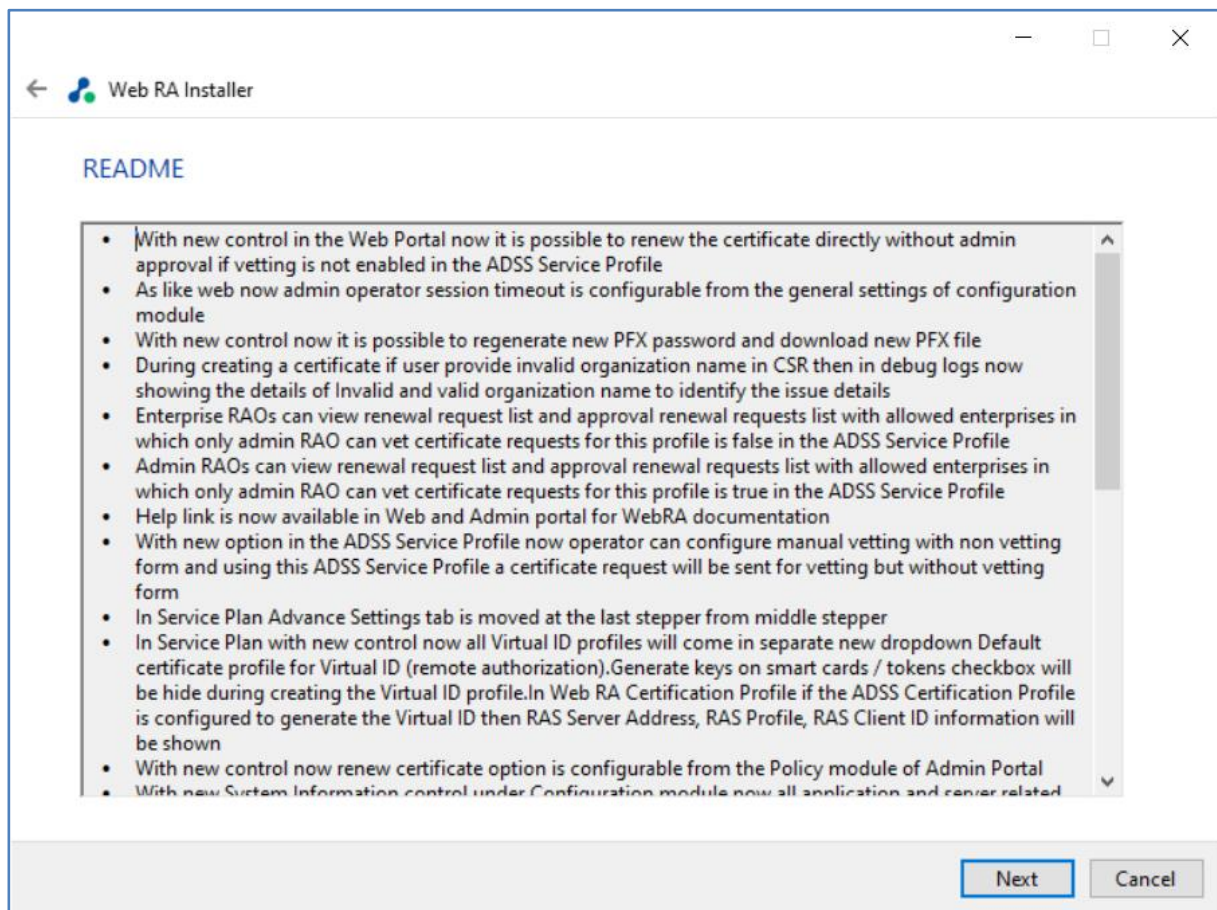 Web RA Installer
README
• With new control in the Web Portal now it is possible to renew the certificate directly without admin
approval if vetting is not enabled in the ADSS Service Profile
• As like web now admin operator session timeout is configurable from the general settings of configuration
module
• With new control now it is possible to regenerate new PFX password and download new PFX file
• During creating a certificate if user provide invalid organization name in CSR then in debug logs now
showing the details of Invalid and valid organization name to identify the issue details
• Enterprise RAOs can view renewal request list and approval renewal requests list with allowed enterprises in
which only admin RAO can vet certificate requests for this profile is false in the ADSS Service Profile
• Admin RAOs can view renewal request list and approval renewal requests list with allowed enterprises in
which only admin RAO can vet certificate requests for this profile is true in the ADSS Service Profile
• Help link is now available in Web and Admin portal for WebRA documentation
• With new option in the ADSS Service Profile now operator can configure manual vetting with non vetting
form and using this ADSS Service Profile a certificate request will be sent for vetting but without vetting
form
• In Service Plan Advance Settings tab is moved at the last stepper from middle stepper
• In Service Plan with new control now all Virtual ID profiles will come in separate new dropdown Default
certificate profile for Virtual ID (remote authorization).Generate keys on smart cards / tokens checkbox will
be hide during creating the Virtual ID profile.In Web RA Certification Profile if the ADSS Certification Profile
is configured to generate the Virtual ID then RAS Server Address, RAS Profile, RAS Client ID information will
be shown
• With new control now renew certificate option is configurable from the Policy module of Admin Portal
• With new System Information control under Configuration module now all application and server related
Next
Cancel